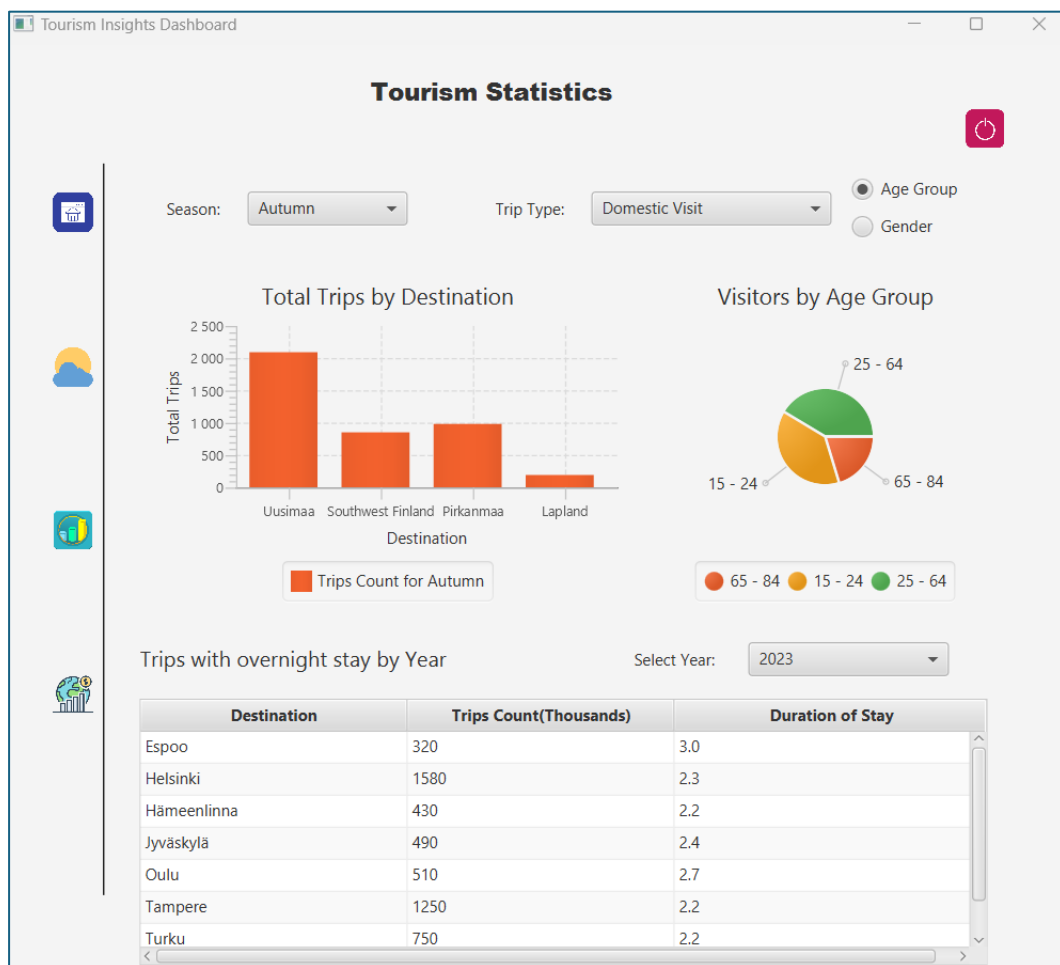 Tourism Insights Dashboard
Tourism Statistics
Season: Autumn Trip Type: Domestic Visit
Age Group
Gender
Total Trips by Destination
Total Trips
2 500
2 000
1 500
1 000
500
0
Uusimaa Southwest Finland Pirkanmaa Lapland
Destination
Trips Count for Autumn
Visitors by Age Group
25 - 64
15 - 24
65 - 84
65 - 84 15 - 24 25 - 64
Trips with overnight stay by Year Select Year: 2023
Destination Trips Count(Thousands) Duration of Stay
Espoo 320 3.0
Helsinki 1580 2.3
Hämeenlinna 430 2.2
Jyväskylä 490 2.4
Oulu 510 2.7
Tampere 1250 2.2
Turku 750 2.2